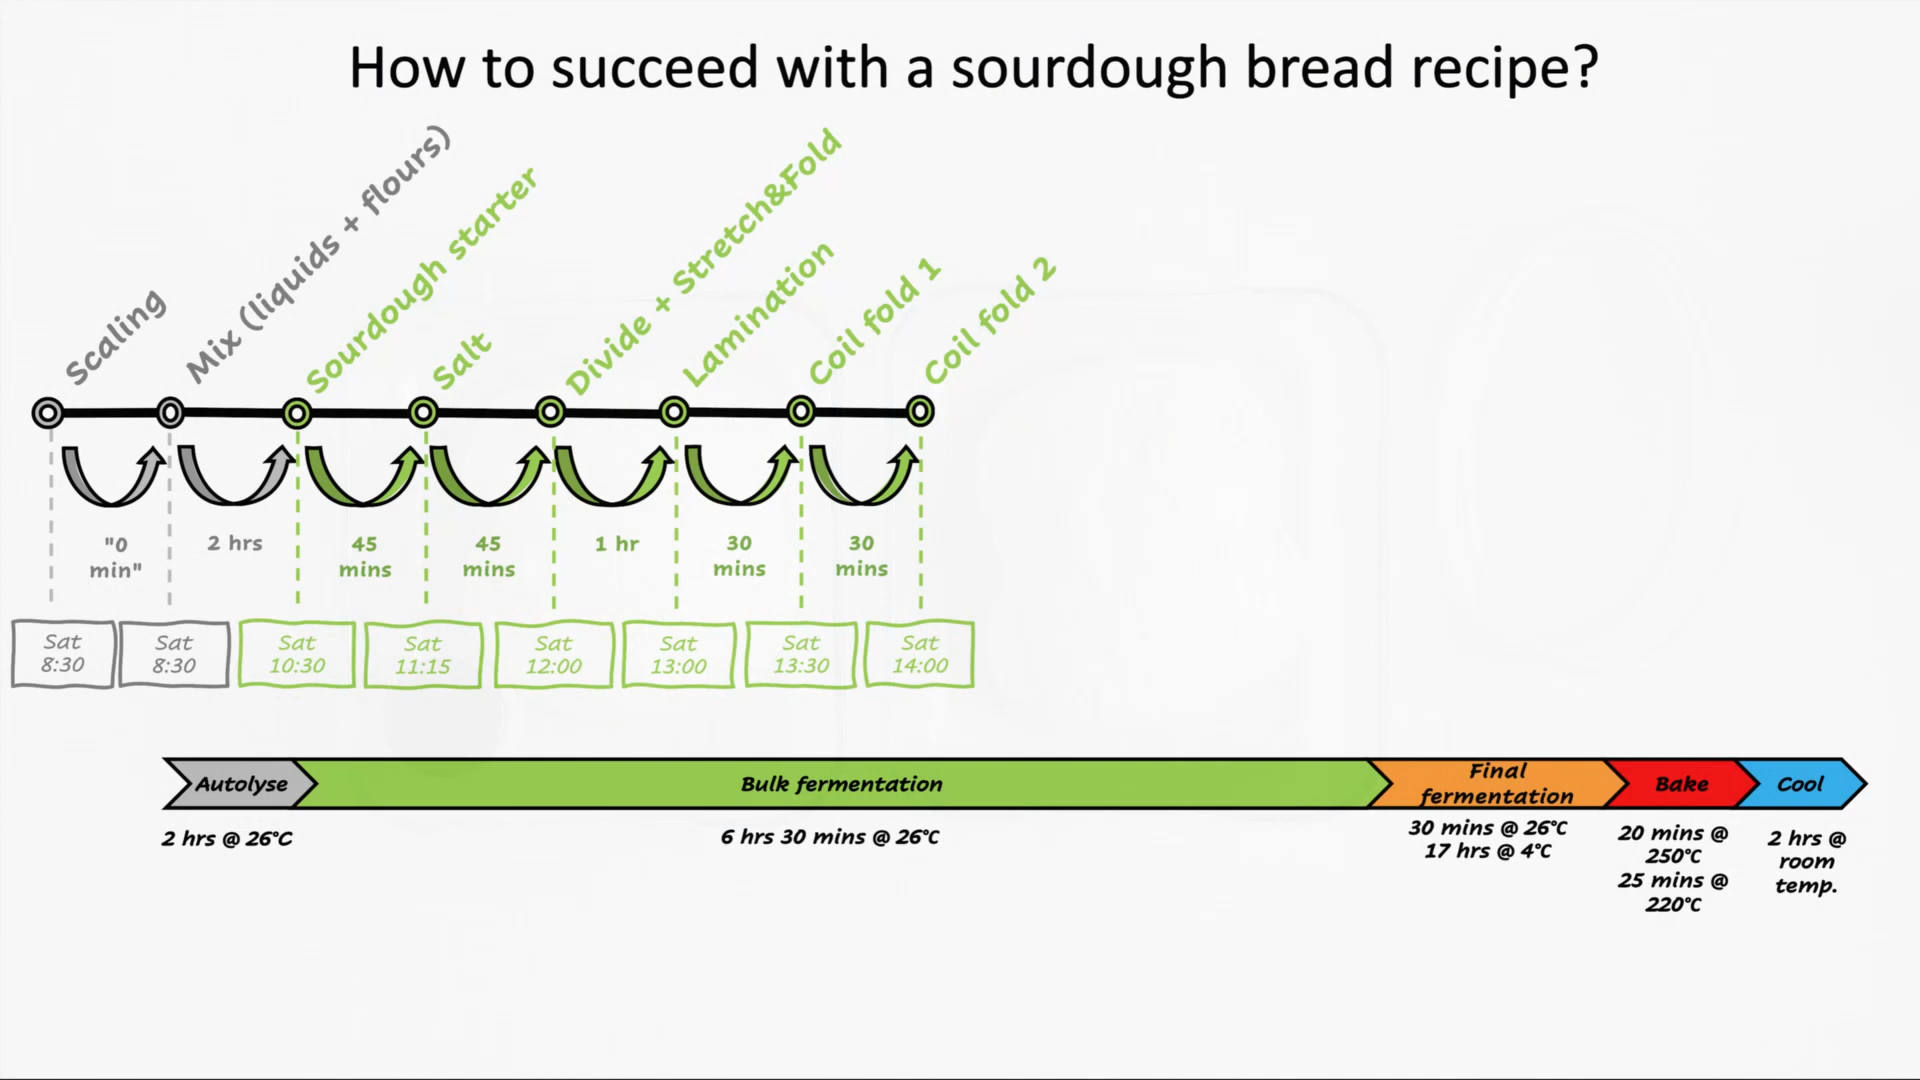 How to succeed with a sourdough bread recipe?
Scaling
Mix (liquids + flours)
Sourdough starter
Salt
Divide + Stretch&Fold
Lamination
Coil fold 1
Coil fold 2
"0
min"
2 hrs
45
mins
45
mins
1 hr
30
mins
30
mins
Sat
8:30
Sat
8:30
Sat
10:30
Sat
11:15
Sat
12:00
Sat
13:00
Sat
13:30
Sat
14:00
Autolyse
Bulk fermentation
Final
fermentation
Bake
Cool
2 hrs @ 26°C
6 hrs 30 mins @ 26°C
30 mins @ 26°C
17 hrs @ 4°C
20 mins @
250°C
25 mins @
220°C
2 hrs @
room
temp.